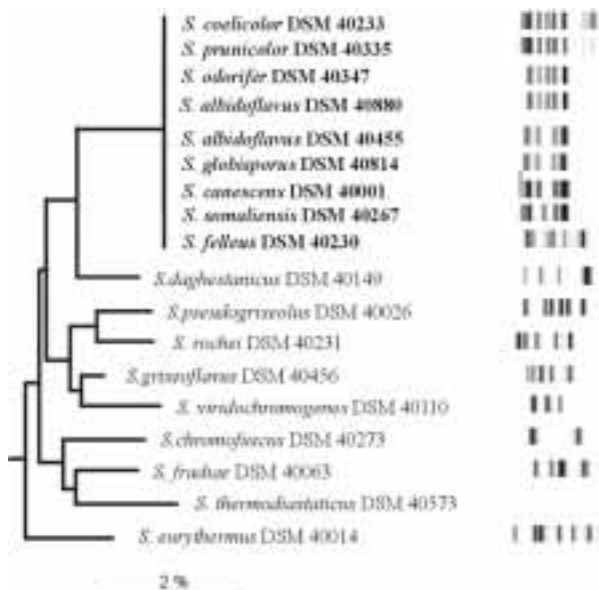 S. coelicolor DSM 40233
S. prunicolor DSM 40335
S. odorifer DSM 40347
S. albidoflavus DSM 40880
S. albidoflavus DSM 40455
S. globisporus DSM 40814
S. canescens DSM 40001
S. somaliensis DSM 40267
S. felleus DSM 40230
S.daghestanicus DSM 40149
S.pseudogriseolus DSM 40026
S. rochei DSM 40231
S.griseoflavus DSM 40456
S. viridochromogenes DSM 40110
S.chromofuscus DSM 40273
S. fradiae DSM 40063
S. thermodiastaticus DSM 40573
S. eurythermus DSM 40014
2 %